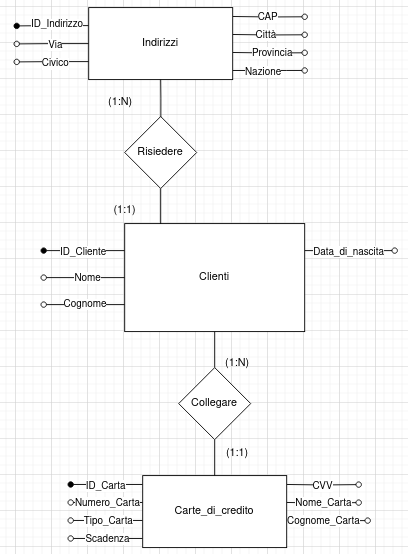 ID_Indirizzo
Via
Civico
Indirizzi
CAP
Città
Provincia
Nazione
(1:N)
Risiedere
(1:1)
ID_Cliente
Nome
Cognome
Clienti
Data_di_nascita
(1:N)
Collegare
(1:1)
ID_Carta
Numero_Carta
Tipo_Carta
Scadenza
Carte_di_credito
CVV
Nome_Carta
Cognome_Carta